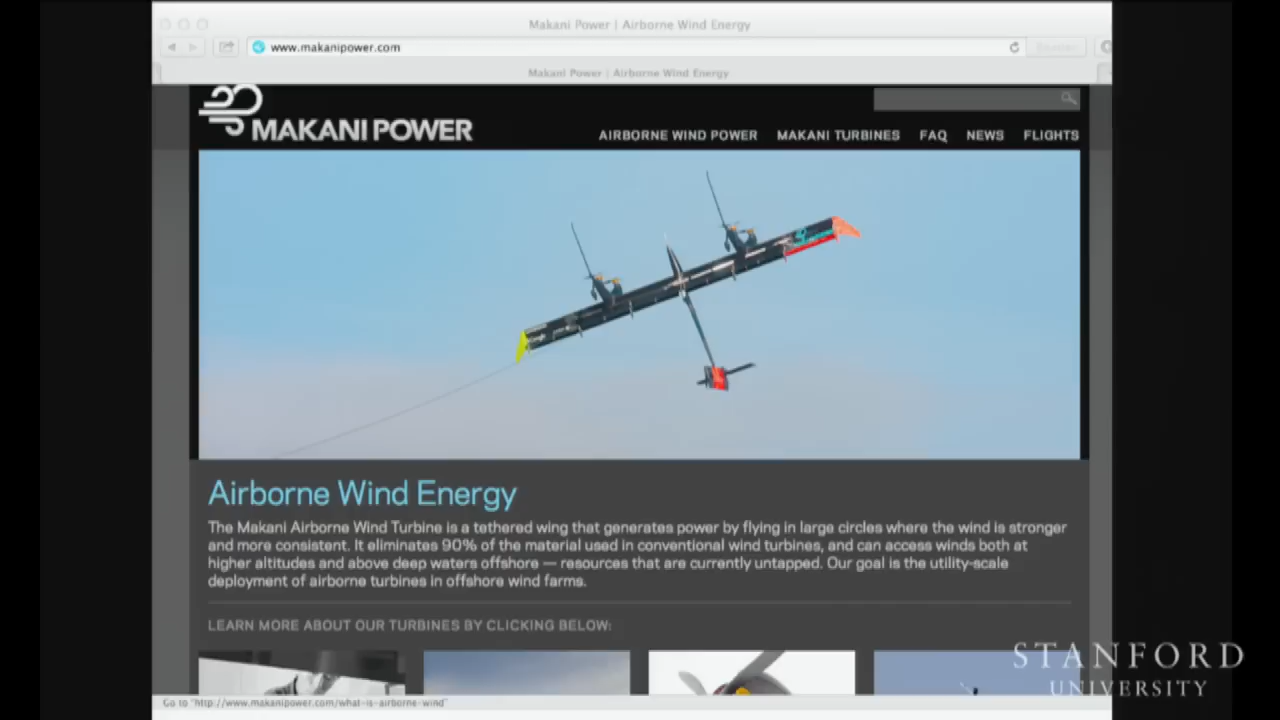 Makani Power | Airborne Wind Energy
www.makanipower.com
Makani Power | Airborne Wind Energy
MAKANI POWER
AIRBORNE WIND POWER MAKANI TURBINES FAQ NEWS FLIGHTS
Airborne Wind Energy
The Makani Airborne Wind Turbine is a tethered wing that generates power by flying in large circles where the wind is stronger
and more consistent. It eliminates 90% of the material used in conventional wind turbines, and can access winds both at
higher altitudes and above deep waters offshore — resources that are currently untapped. Our goal is the utility-scale
deployment of airborne turbines in offshore wind farms.
LEARN MORE ABOUT OUR TURBINES BY CLICKING BELOW:
STANFORD
UNIVERSITY
Go to "http://www.makanipower.com/what-is-airborne-wind"